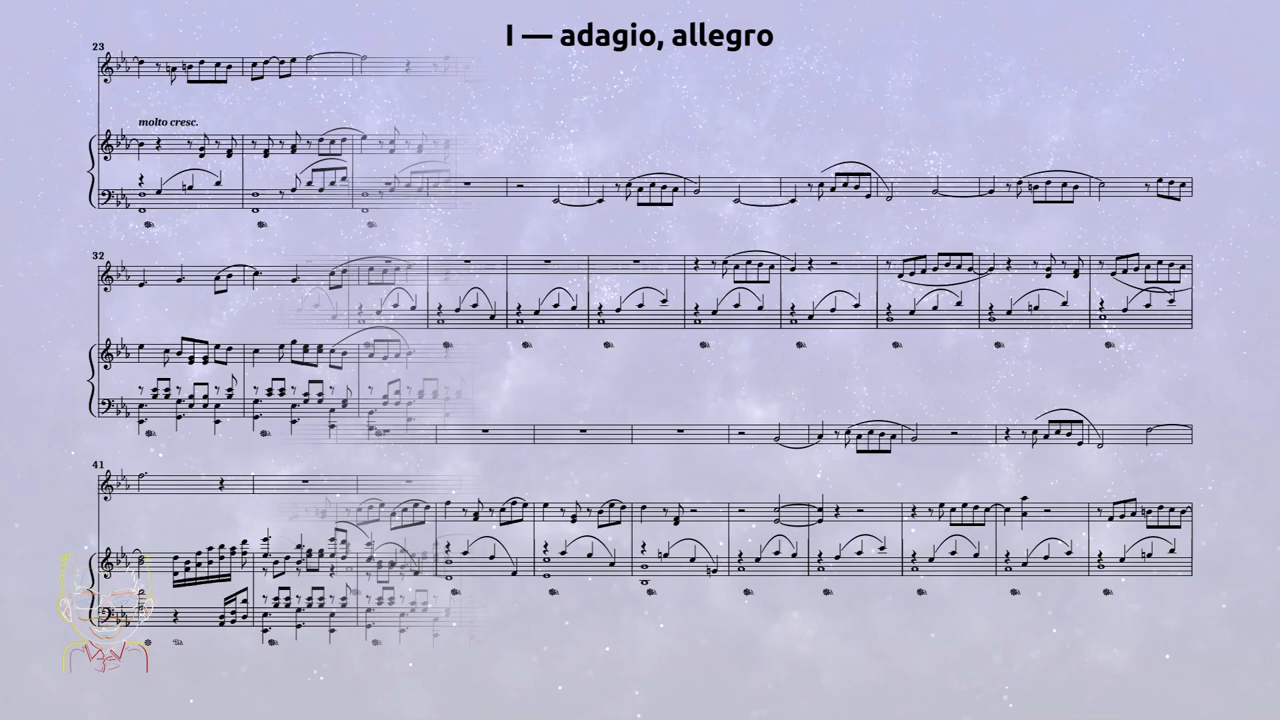 I — adagio, allegro
23
molto cresc.
32
41